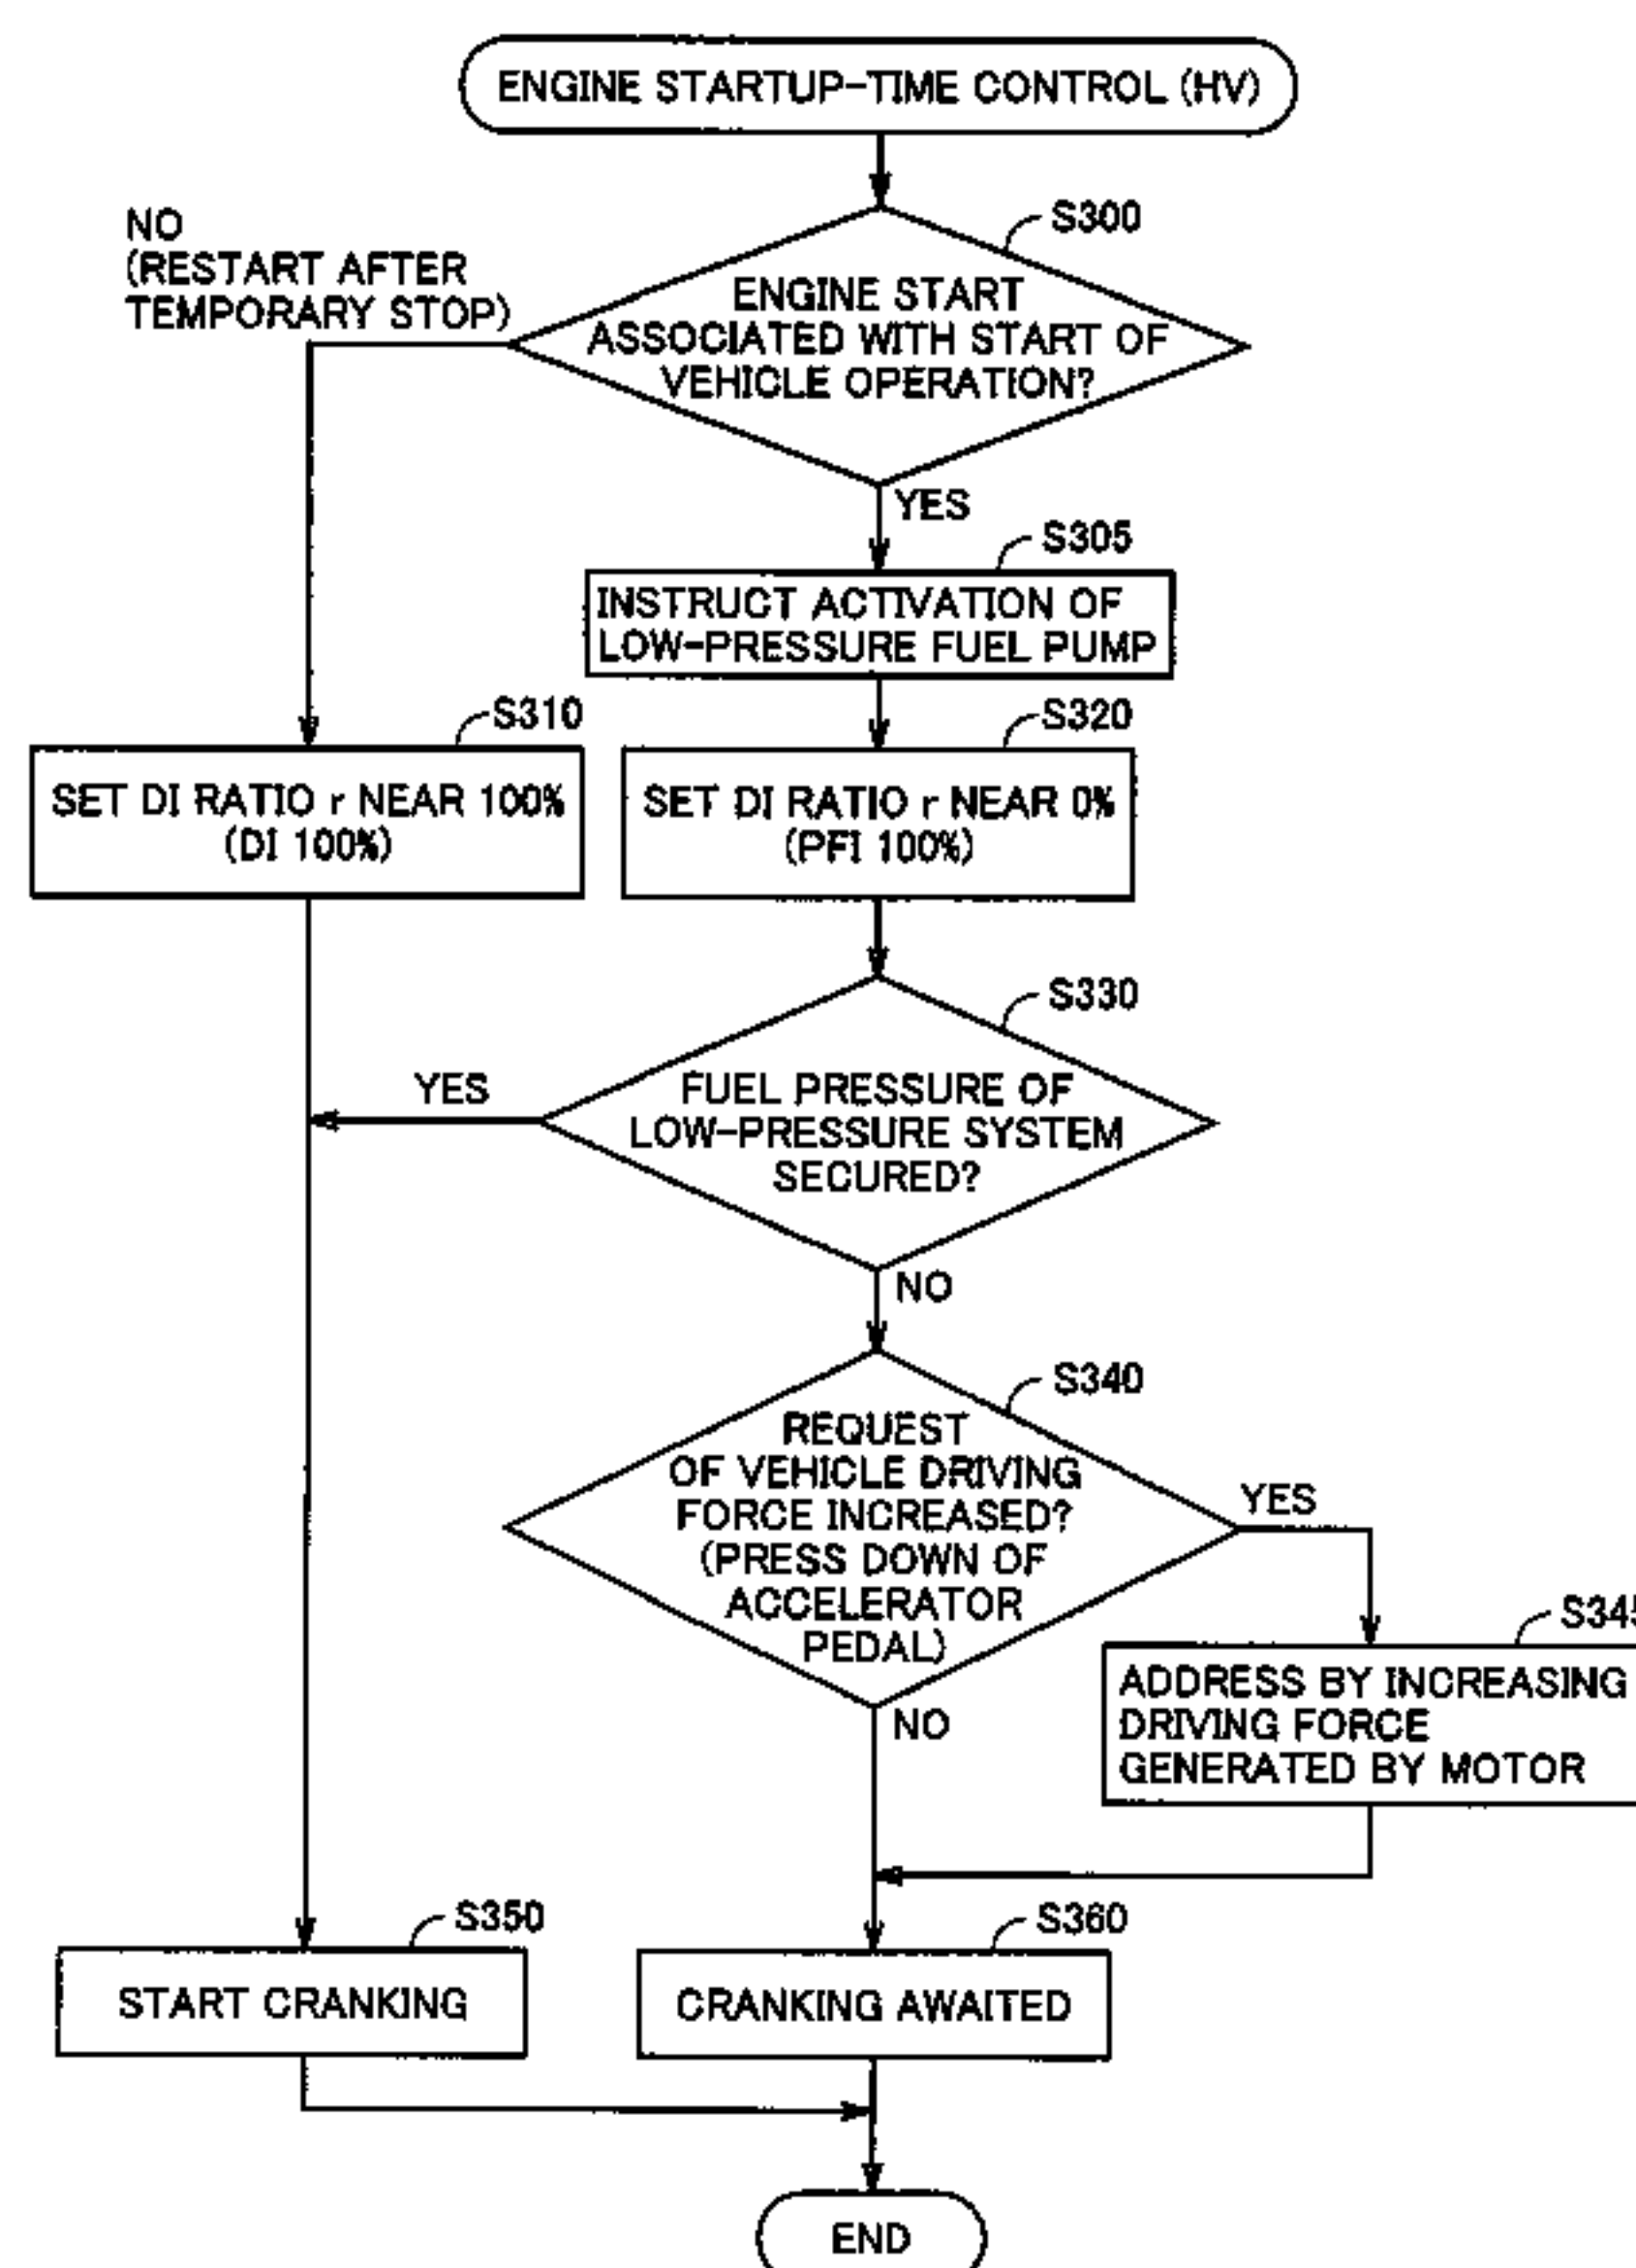 ENGINE STARTUP-TIME CONTROL (HV)
S300
NO
(RESTART AFTER
TEMPORARY STOP)
ENGINE START
ASSOCIATED WITH START OF
VEHICLE OPERATION?
YES
S305
INSTRUCT ACTIVATION OF
LOW-PRESSURE FUEL PUMP
S310
SET DI RATIO r NEAR 100%
(DI 100%)
S320
SET DI RATIO r NEAR 0%
(PFI 100%)
S330
YES
FUEL PRESSURE OF
LOW-PRESSURE SYSTEM
SECURED?
NO
S340
REQUEST
OF VEHICLE DRIVING
FORCE INCREASED?
(PRESS DOWN OF
ACCELERATOR
PEDAL)
YES
NO
S345
ADDRESS BY INCREASING
DRIVING FORCE
GENERATED BY MOTOR
S350
START CRANKING
S360
CRANKING AWAITED
END